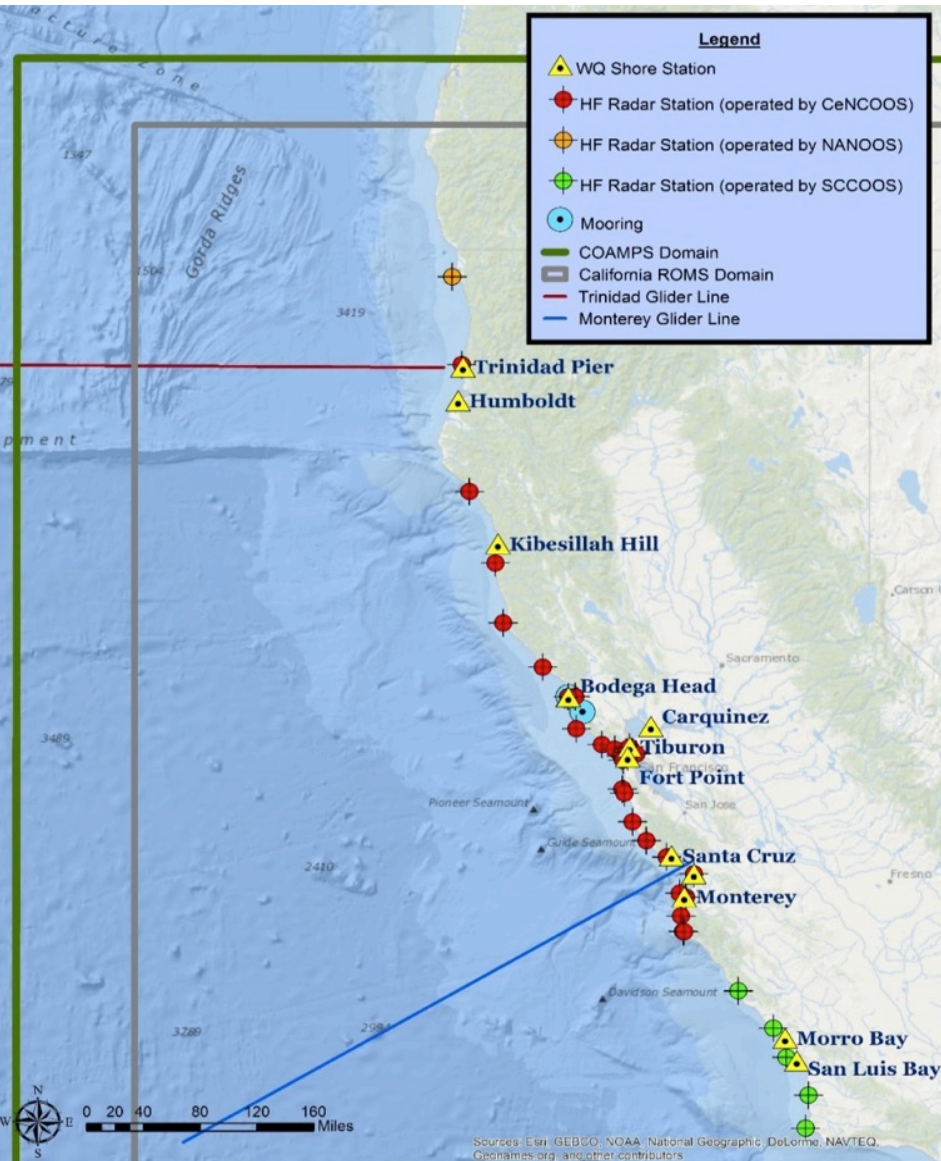 acture Zone
1347
Gorda Ridges
1504
3419
Legend
WQ Shore Station
HF Radar Station (operated by CeNCOOS)
HF Radar Station (operated by NANOOS)
HF Radar Station (operated by SCCOOS)
Mooring
COAMPS Domain
California ROMS Domain
Trinidad Glider Line
Monterey Glider Line
Trinidad Pier
Humboldt
pment
Kibesillah Hill
Carson
Sacramento
Bodega Head
Carquinez
3489
Tiburon
San Francisco
Fort Point
Pioneer Seamount
San Jose
Guide Seamount
Santa Cruz
2410
Fresno
Monterey
Davidson Seamount
3289
Morro Bay
San Luis Bay
N
W E
S
0 20 40 80 120 160
Miles
Sources: Esri, GEBCO, NOAA, National Geographic, DeLorme, NAVTEQ,
Geonames.org, and other contributors